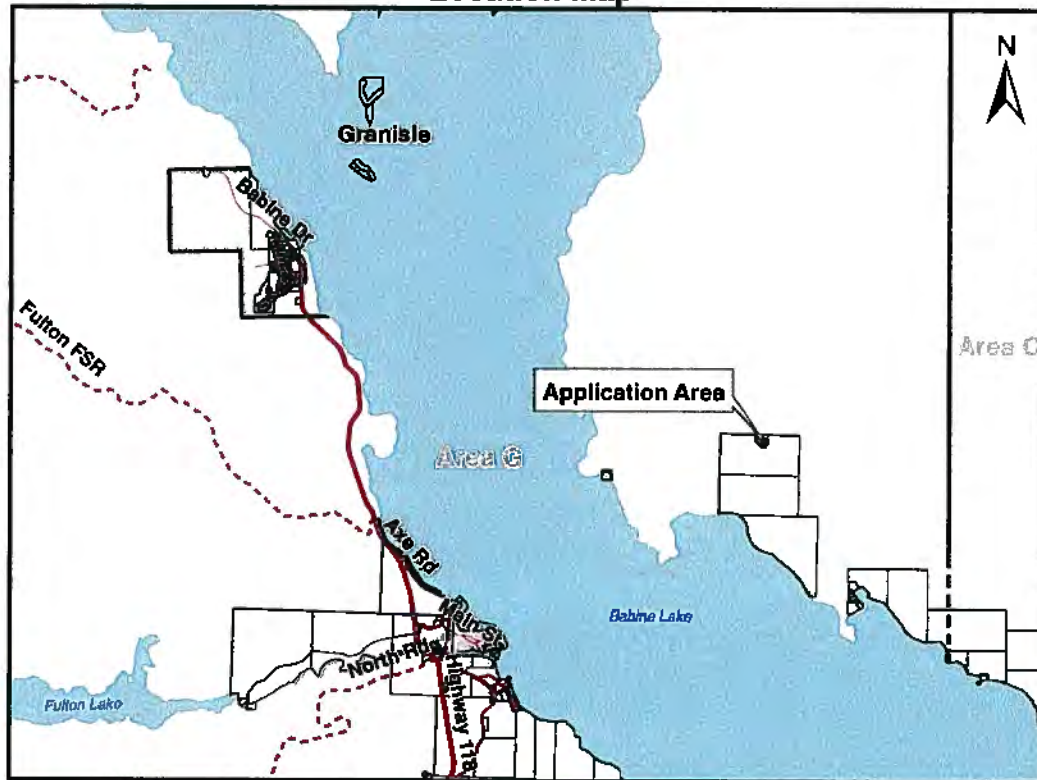 N
Granisle
Babine Dr
Fulton FSR
Area
Application Area
Area G
Axe Rd
Main St
Babine Lake
North Rd
Highway 118
Fulton Lake